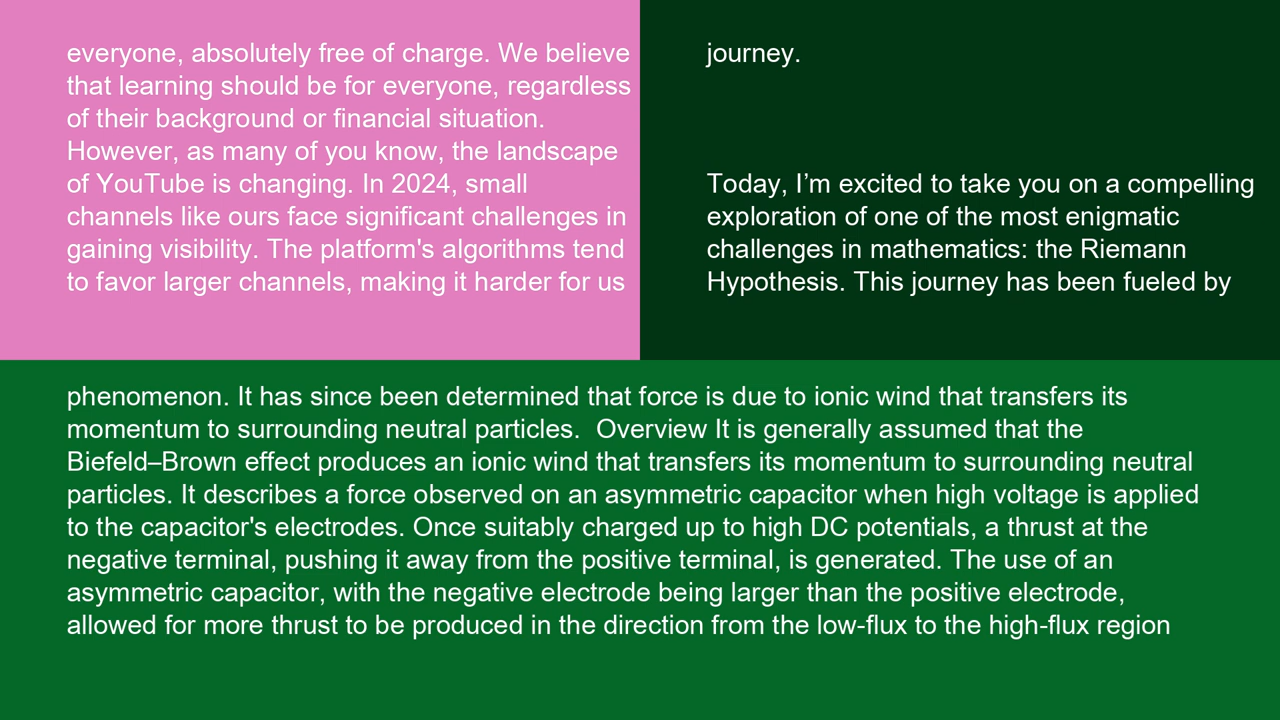 everyone, absolutely free of charge. We believe
that learning should be for everyone, regardless
of their background or financial situation.
However, as many of you know, the landscape
of YouTube is changing. In 2024, small
channels like ours face significant challenges in
gaining visibility. The platform's algorithms tend
to favor larger channels, making it harder for us
journey.
Today, I’m excited to take you on a compelling
exploration of one of the most enigmatic
challenges in mathematics: the Riemann
Hypothesis. This journey has been fueled by
phenomenon. It has since been determined that force is due to ionic wind that transfers its
momentum to surrounding neutral particles.  Overview It is generally assumed that the
Biefeld–Brown effect produces an ionic wind that transfers its momentum to surrounding neutral
particles. It describes a force observed on an asymmetric capacitor when high voltage is applied
to the capacitor's electrodes. Once suitably charged up to high DC potentials, a thrust at the
negative terminal, pushing it away from the positive terminal, is generated. The use of an
asymmetric capacitor, with the negative electrode being larger than the positive electrode,
allowed for more thrust to be produced in the direction from the low-flux to the high-flux region